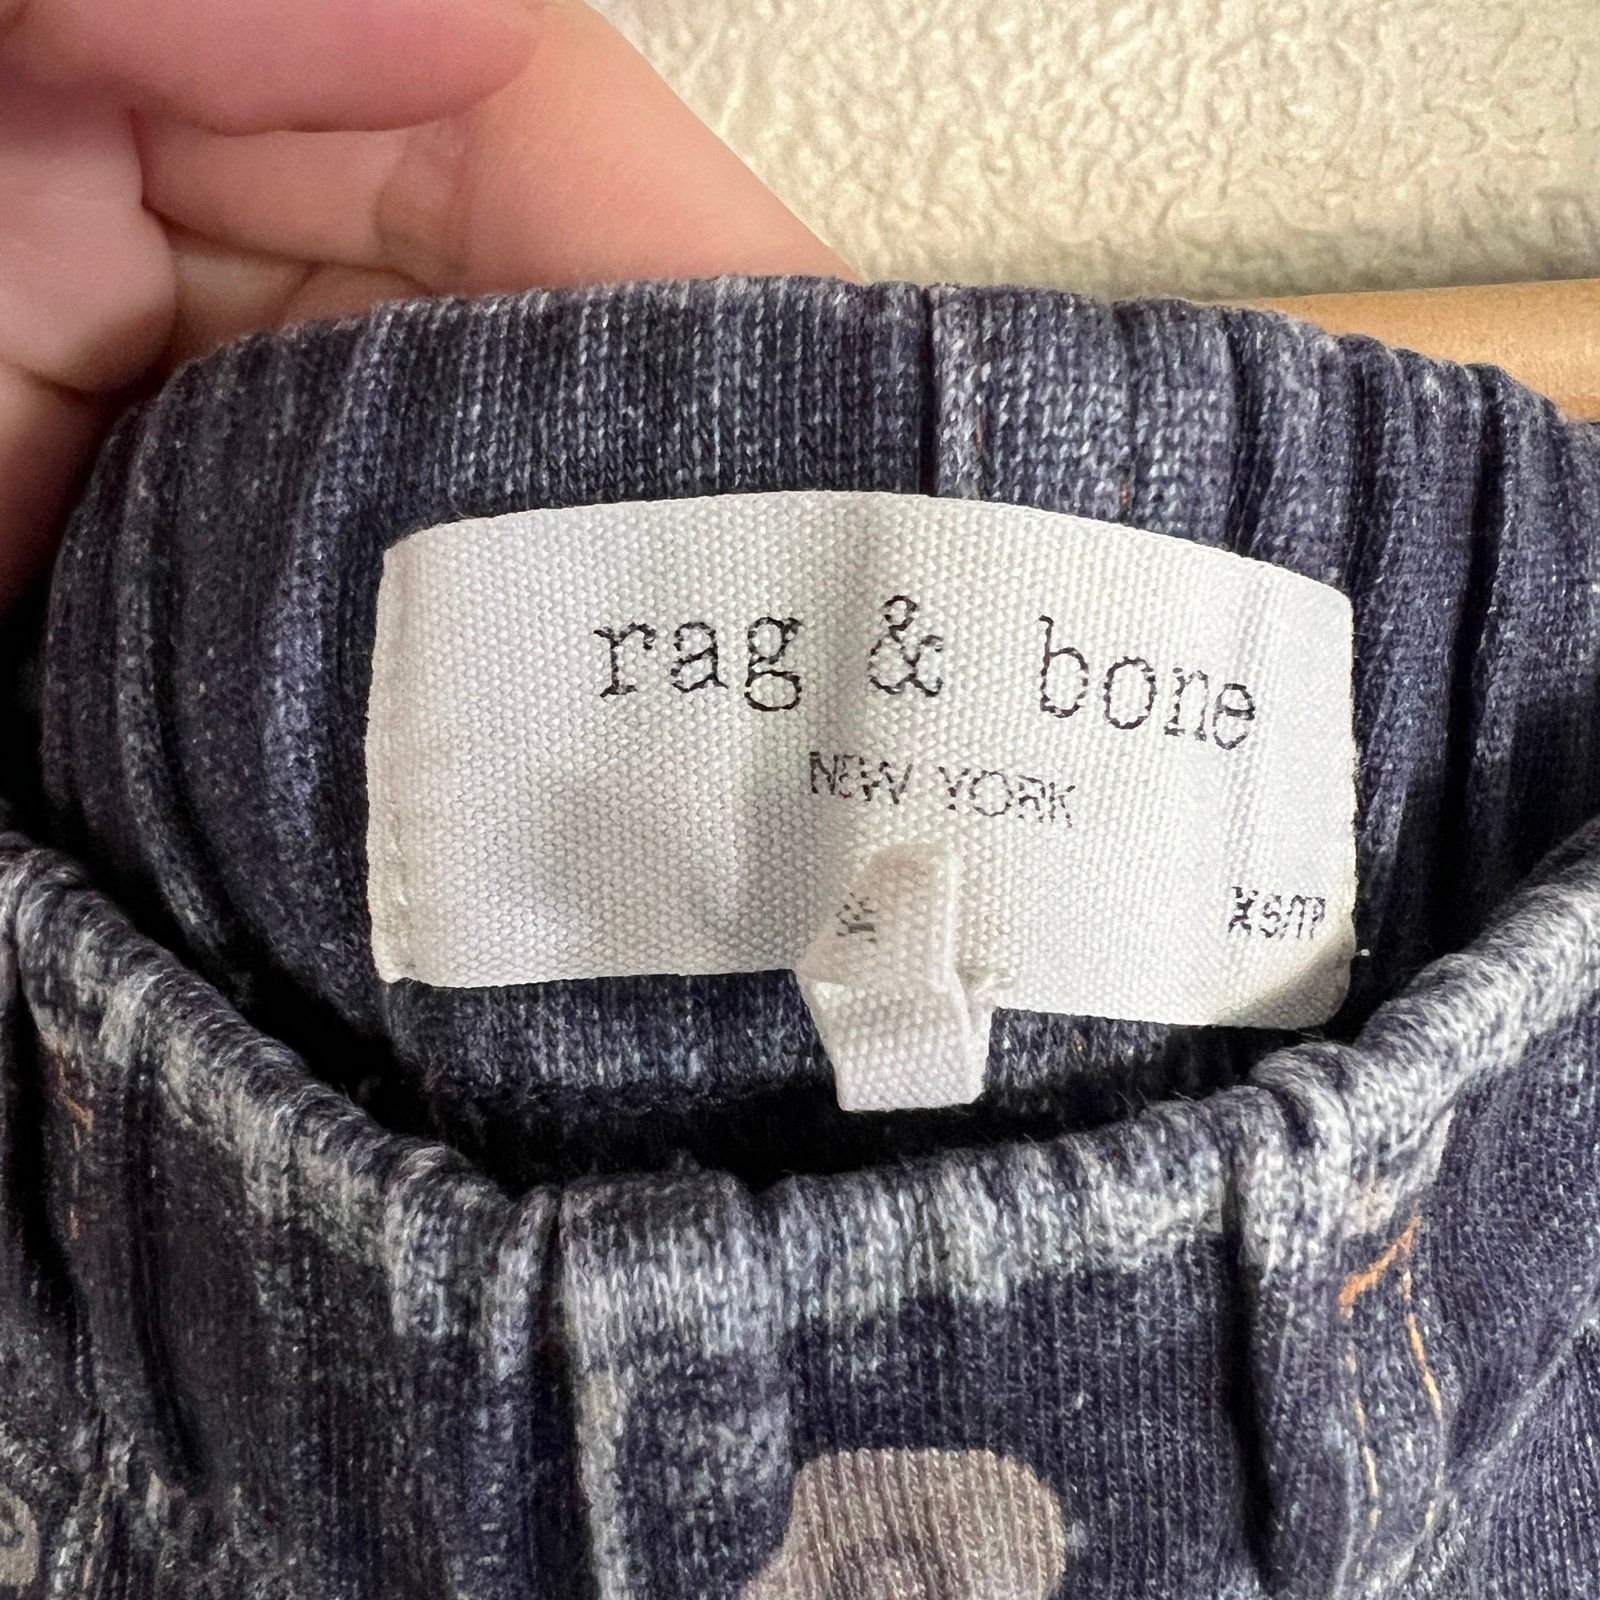 rag & bone
NEW YORK
XS/TP